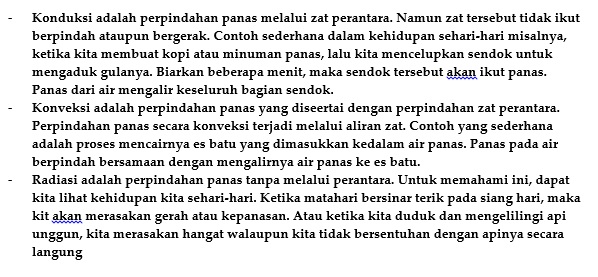 - Konduksi adalah perpindahan panas melalui zat perantara. Namun zat tersebut tidak ikut
berpindah ataupun bergerak. Contoh sederhana dalam kehidupan sehari-hari misalnya,
ketika kita membuat kopi atau minuman panas, lalu kita mencelupkan sendok untuk
mengaduk gulanya. Biarkan beberapa menit, maka sendok tersebut akan ikut panas.
Panas dari air mengalir keseluruh bagian sendok.
- Konveksi adalah perpindahan panas yang diseertai dengan perpindahan zat perantara.
Perpindahan panas secara konveksi terjadi melalui aliran zat. Contoh yang sederhana
adalah proses mencairnya es batu yang dimasukkan kedalam air panas. Panas pada air
berpindah bersamaan dengan mengalirnya air panas ke es batu.
- Radiasi adalah perpindahan panas tanpa melalui perantara. Untuk memahami ini, dapat
kita lihat kehidupan kita sehari-hari. Ketika matahari bersinar terik pada siang hari, maka
kit akan merasakan gerah atau kepanasan. Atau ketika kita duduk dan mengelilingi api
unggun, kita merasakan hangat walaupun kita tidak bersentuhan dengan apinya secara
langung